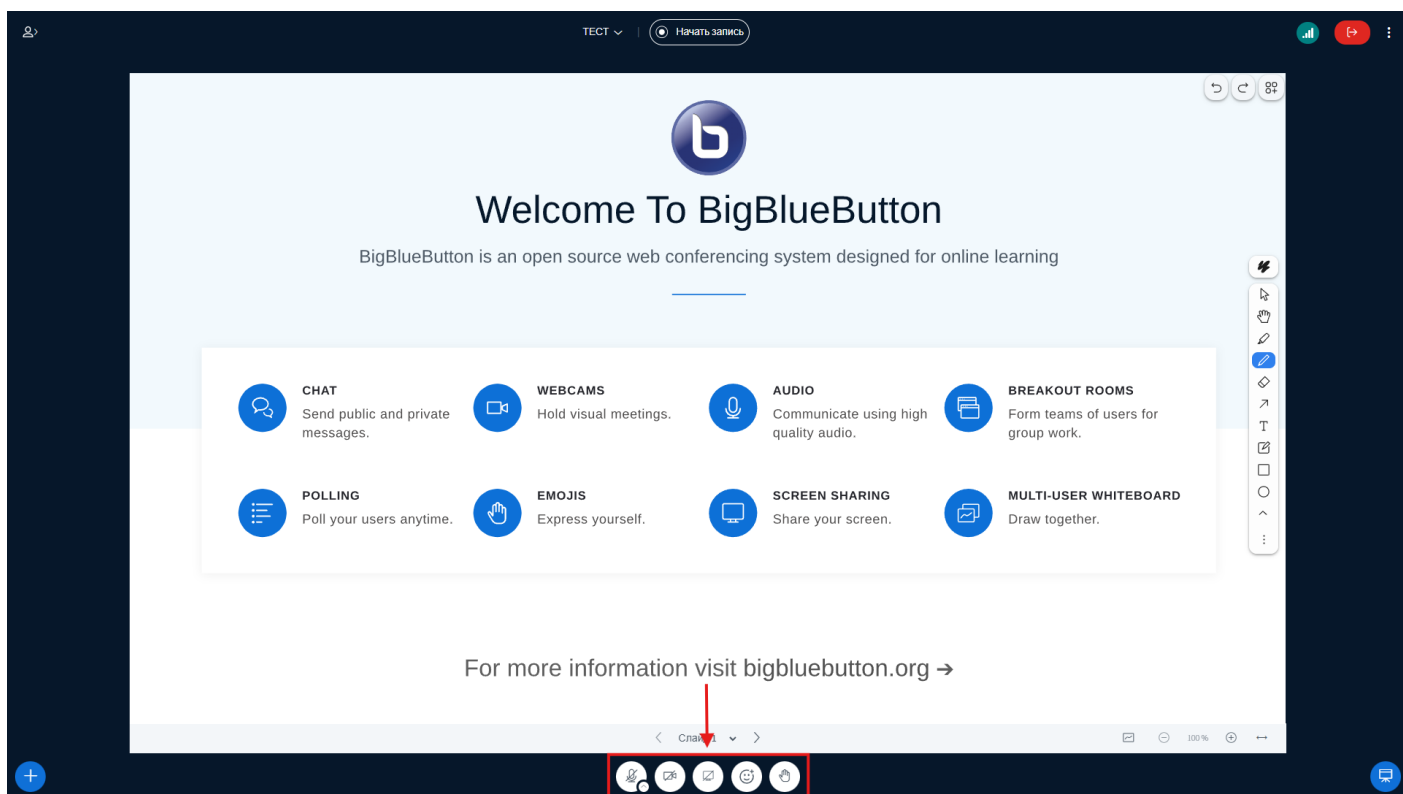 ТЕСТ
Начать запись
Welcome To BigBlueButton
BigBlueButton is an open source web conferencing system designed for online learning
CHAT
Send public and private
messages.
WEBCAMS
Hold visual meetings.
AUDIO
Communicate using high
quality audio.
BREAKOUT ROOMS
Form teams of users for
group work.
POLLING
Poll your users anytime.
EMOJIS
Express yourself.
SCREEN SHARING
Share your screen.
MULTI-USER WHITEBOARD
Draw together.
For more information visit bigbluebutton.org ➔
Слайд 1
100 %